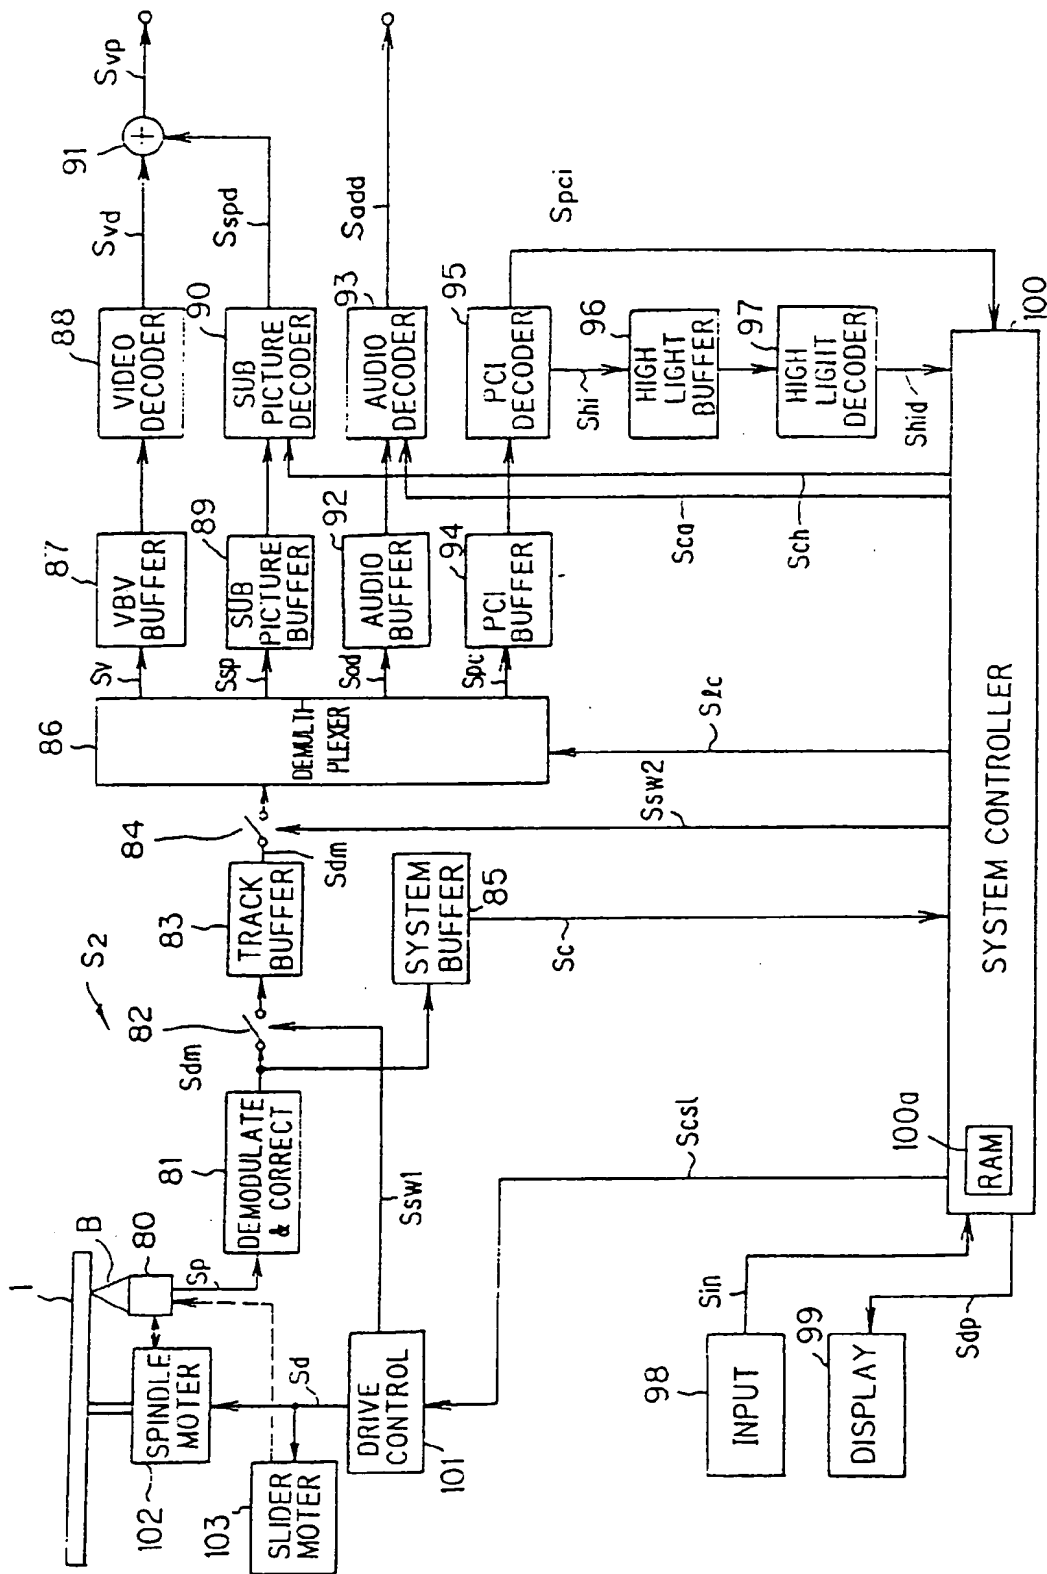 S2
1
B
80
Sp
SPINDLE
MOTER
102
SLIDER
MOTER
103
Sd
DRIVE
CONTROL
101
Ssw1
Scsl
81
DEMODULATE
& CORRECT
Sdm
82
83
TRACK
BUFFER
Sdm
84
SYSTEM
BUFFER
85
Sc
Ssw2
Slc
86
DEMULTI-
PLEXER
Sv
Ssp
Sad
Spc
87
VBV
BUFFER
88
VIDEO
DECODER
Svd
91
+
Svp
89
SUB
PICTURE
BUFFER
90
SUB
PICTURE
DECODER
Sspd
92
AUDIO
BUFFER
93
AUDIO
DECODER
Sadd
94
PCI
BUFFER
95
PCI
DECODER
Spci
Shi
96
HIGH
LIGHT
BUFFER
97
HIGH
LIGHT
DECODER
Shid
Sca
Sch
98
INPUT
Sin
99
DISPLAY
Sdp
100a
RAM
SYSTEM CONTROLLER
100